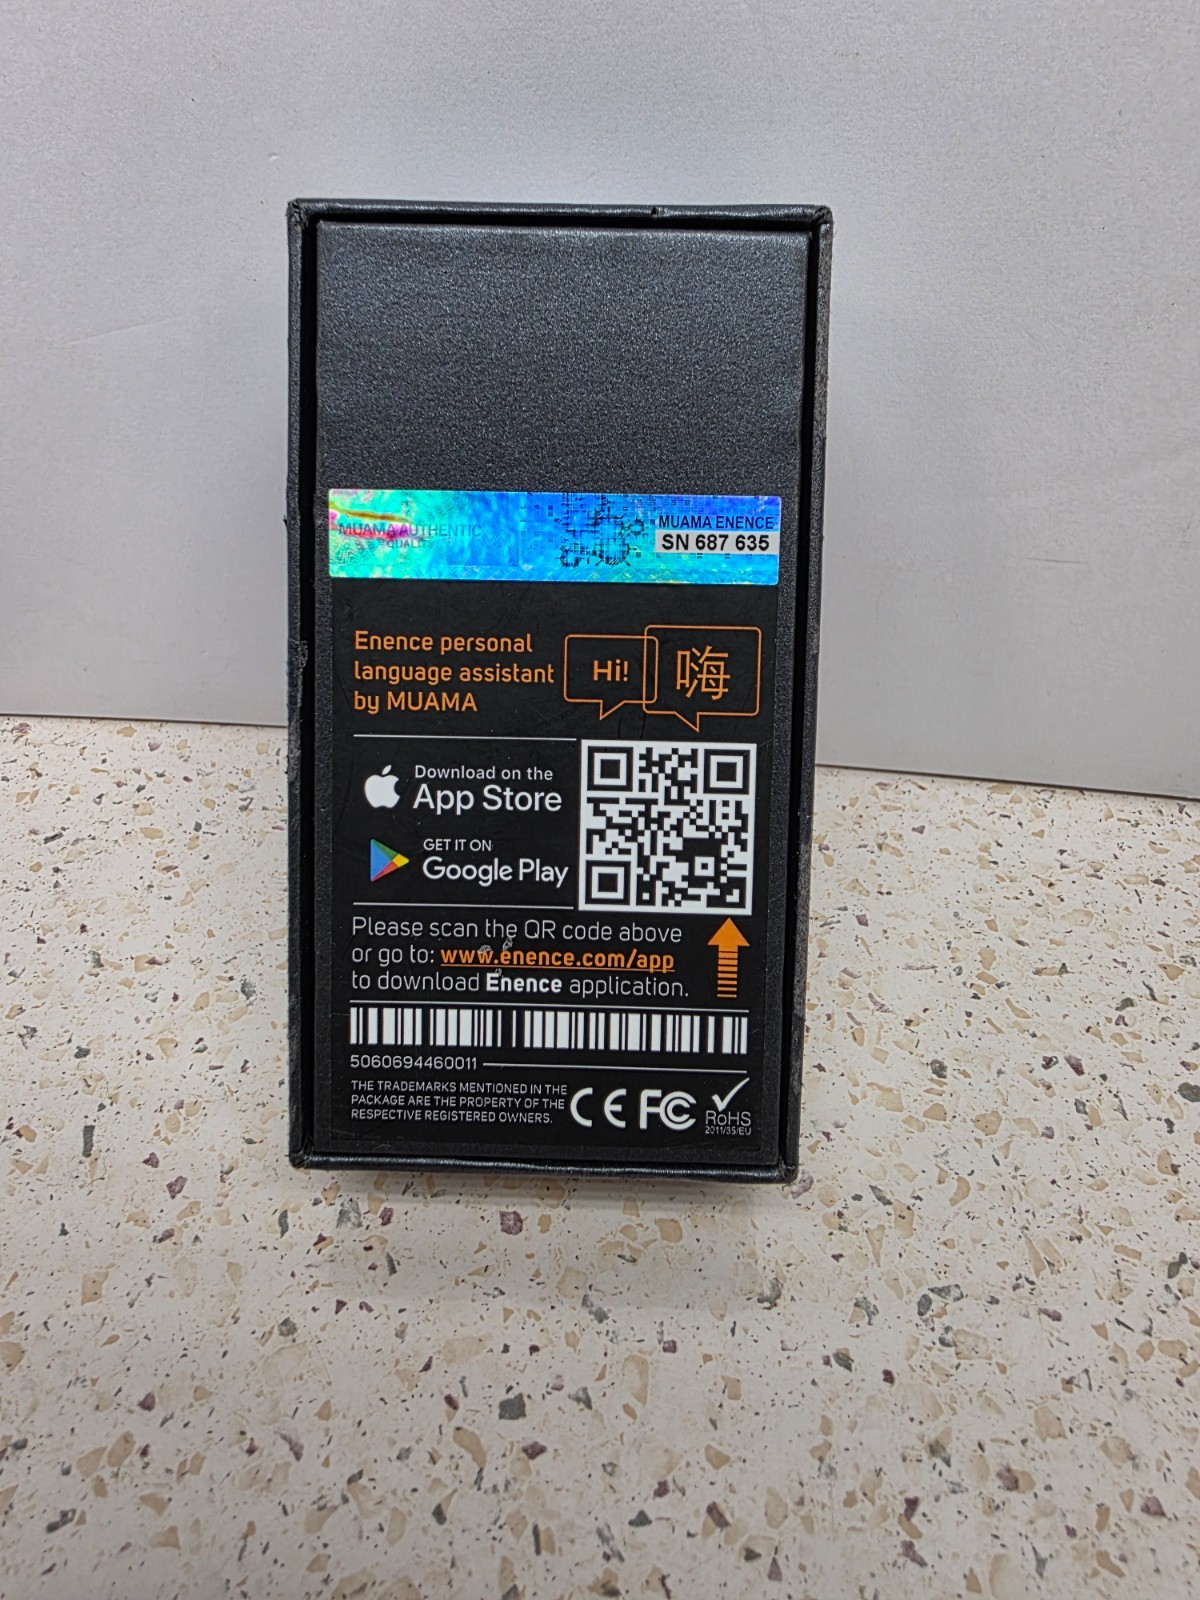 MUAMA AUTHENTIC
QUALITY
MUAMA ENENCE
SN 687 635
Enence personal
language assistant
by MUAMA
Hi!
嗨
Download on the
App Store
GET IT ON
Google Play
Please scan the QR code above
or go to: www.enence.com/app
to download Enence application.
5060694460011
THE TRADEMARKS MENTIONED IN THE
PACKAGE ARE THE PROPERTY OF THE
RESPECTIVE REGISTERED OWNERS.
CE FC
RoHS
2011/35/EU